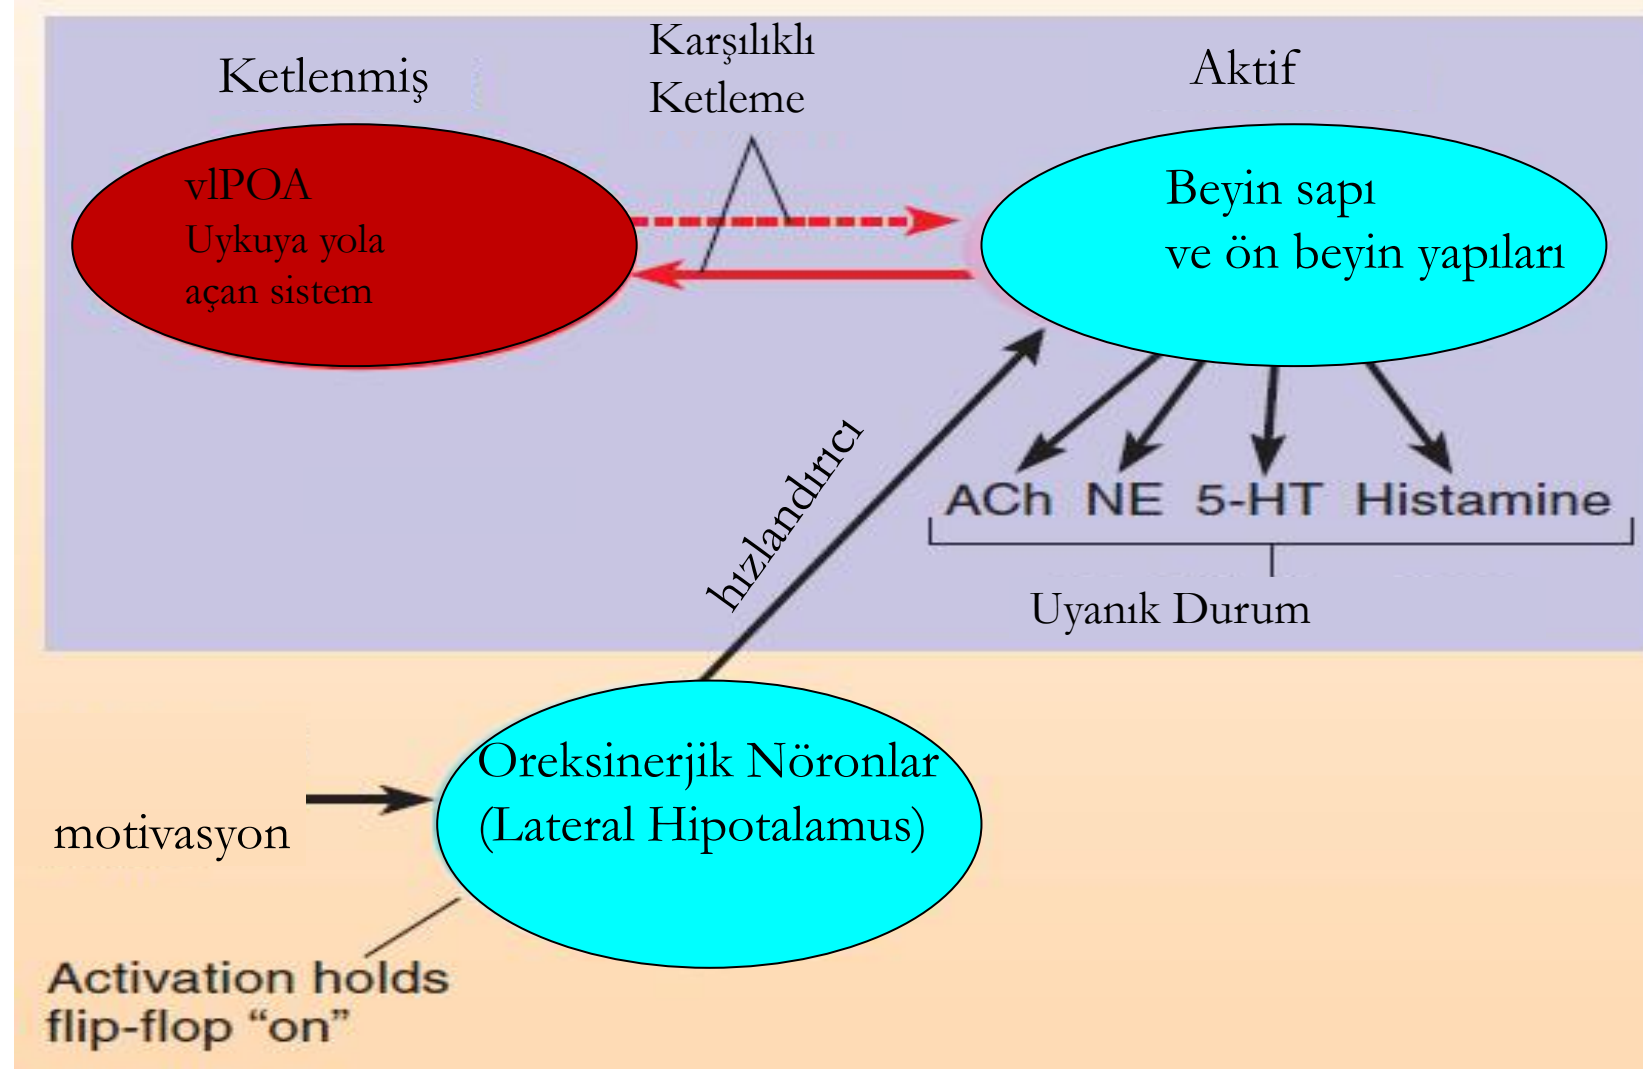 Ketlenmiş
Karşılıklı
Ketleme
Aktif
vlPOA
Uykuya yola
açan sistem
Beyin sapı
ve ön beyin yapıları
hızlandırıcı
ACh NE 5-HT Histamine
Uyanık Durum
Oreksinerjik Nöronlar
(Lateral Hipotalamus)
motivasyon
Activation holds
flip-flop “on”